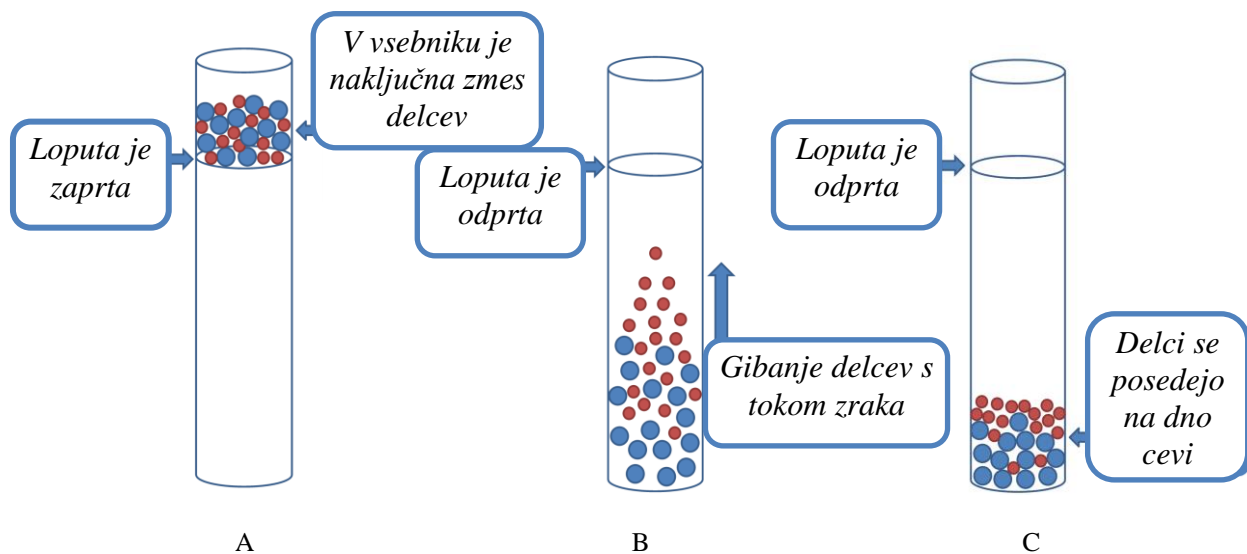 V vsebniku je
naključna zmes
delcev
Loputa je
zaprta
Loputa je
odprta
Loputa je
odprta
Gibanje delcev s
tokom zraka
Delci se
posedejo
na dno
cevi
A
B
C